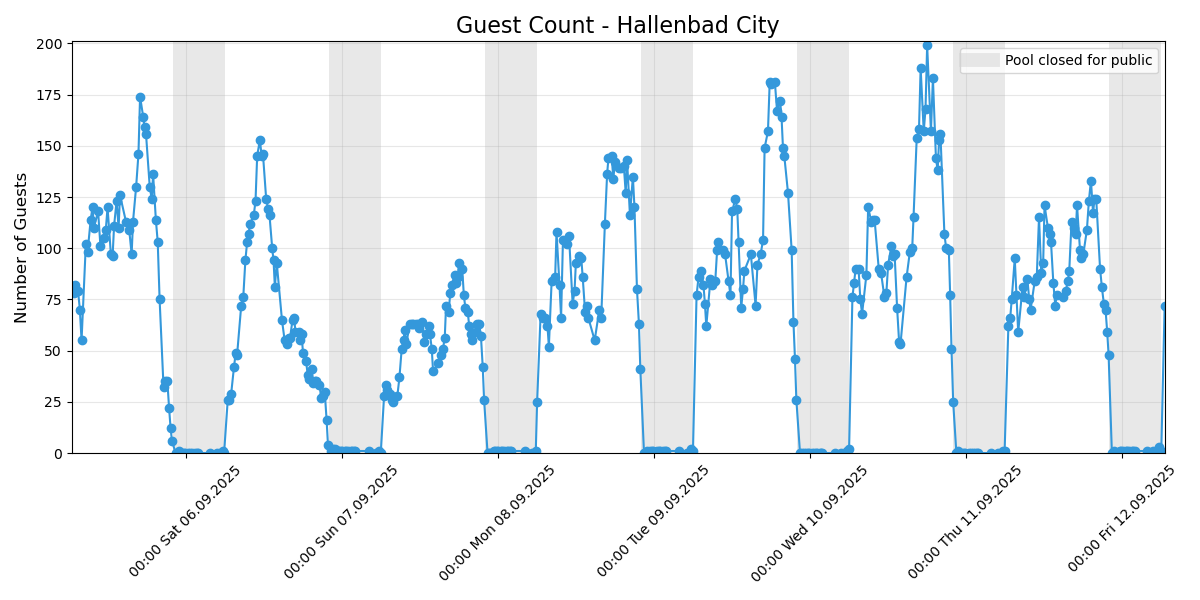 Guest Count - Hallenbad City
Number of Guests
200
175
150
125
100
75
50
25
0
Pool closed for public
00:00 Sat 06.09.2025
00:00 Sun 07.09.2025
00:00 Mon 08.09.2025
00:00 Tue 09.09.2025
00:00 Wed 10.09.2025
00:00 Thu 11.09.2025
00:00 Fri 12.09.2025